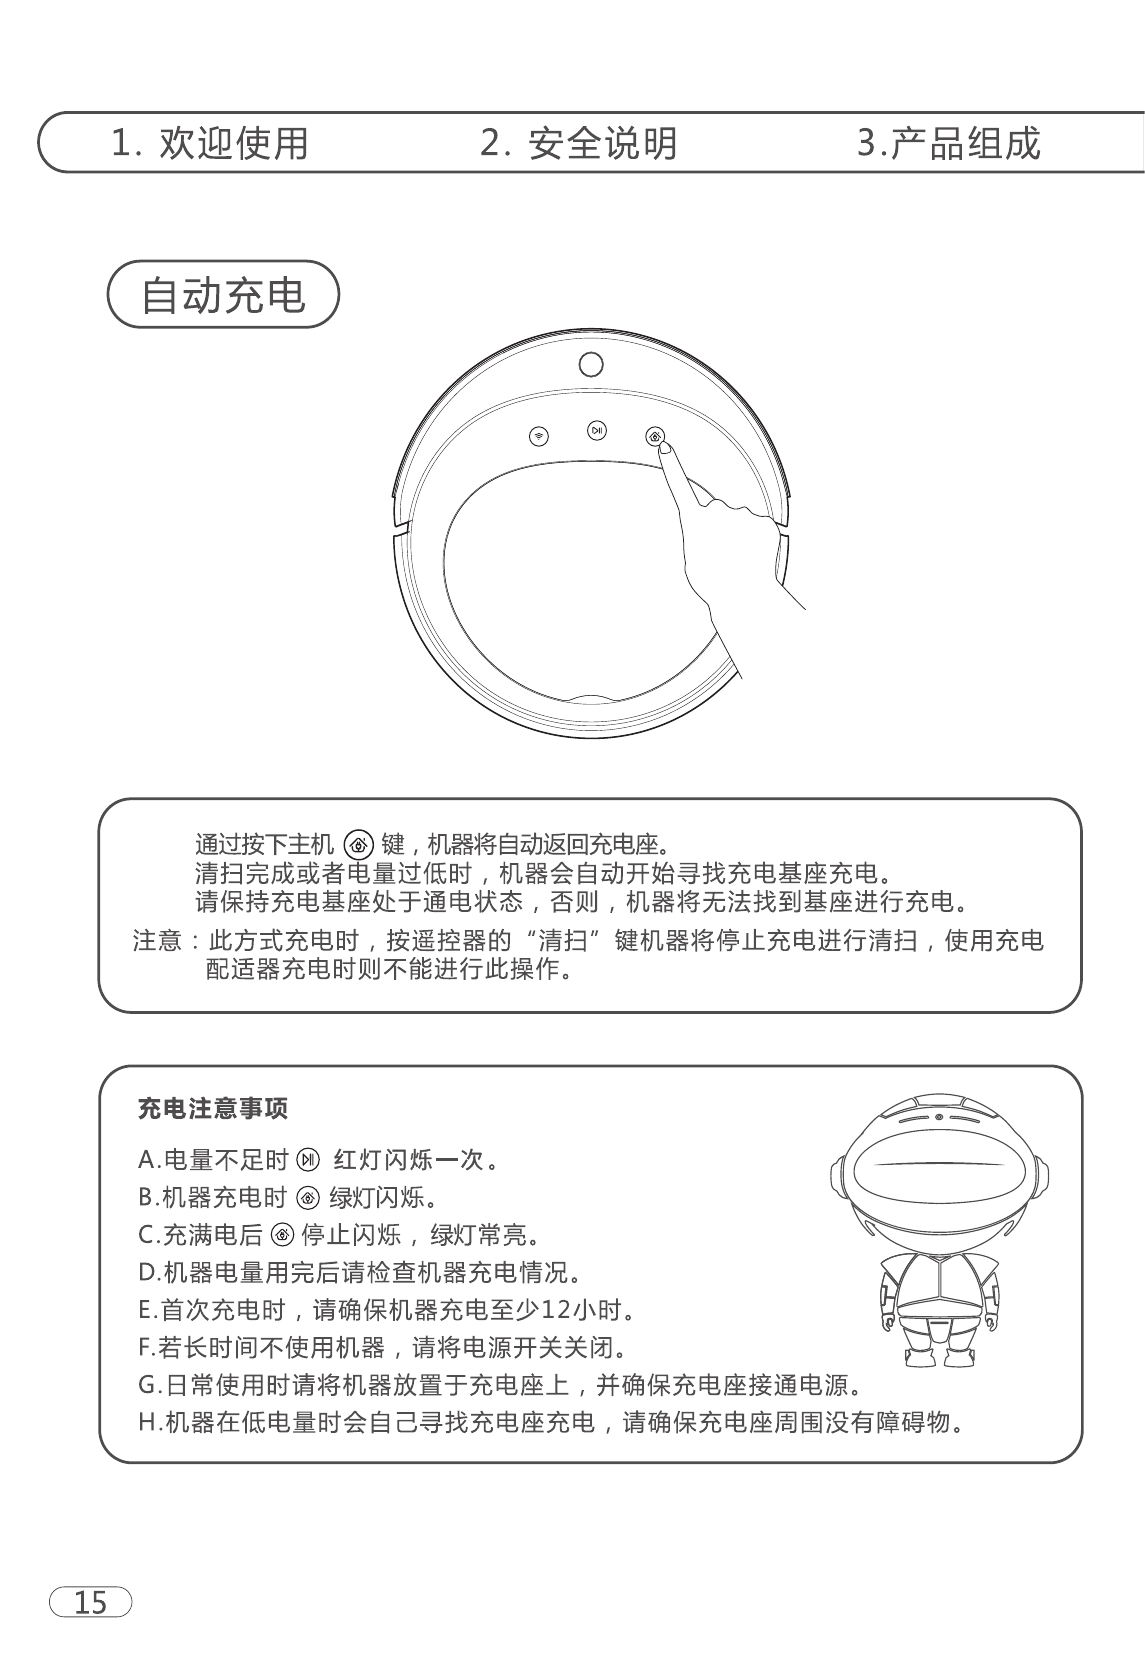 1. 欢迎使用 2. 安全说明 3.产品组成
自动充电
通过按下主机 键，机器将自动返回充电座。
清扫完成或者电量过低时，机器会自动开始寻找充电基座充电。
请保持充电基座处于通电状态，否则，机器将无法找到基座进行充电。
注意：此方式充电时，按遥控器的“清扫”键机器将停止充电进行清扫，使用充电
配适器充电时则不能进行此操作。
充电注意事项
A.电量不足时 红灯闪烁一次。
B.机器充电时 绿灯闪烁。
C.充满电后 停止闪烁，绿灯常亮。
D.机器电量用完后请检查机器充电情况。
E.首次充电时，请确保机器充电至少12小时。
F.若长时间不使用机器，请将电源开关关闭。
G.日常使用时请将机器放置于充电座上，并确保充电座接通电源。
H.机器在低电量时会自己寻找充电座充电，请确保充电座周围没有障碍物。
15